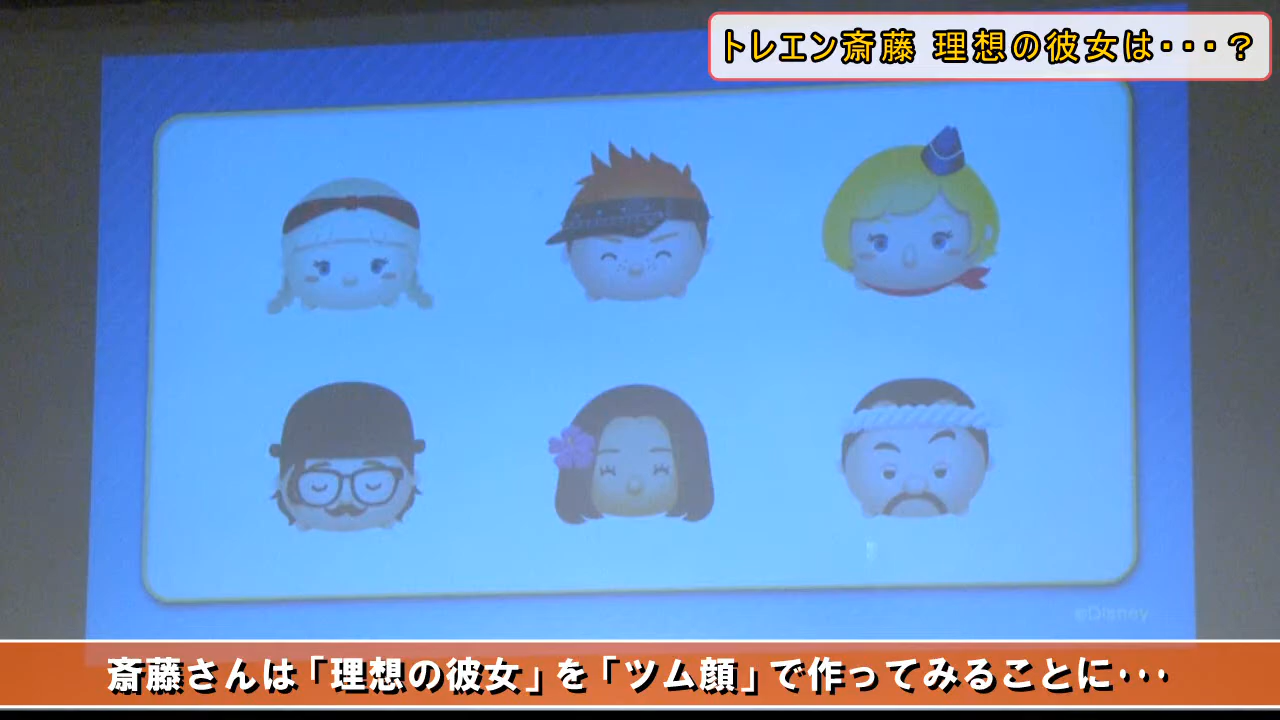 トレエン斎藤 理想の彼女は・・・？
©Disney
斎藤さんは「理想の彼女」を「ツム顔」で作ってみることに・・・